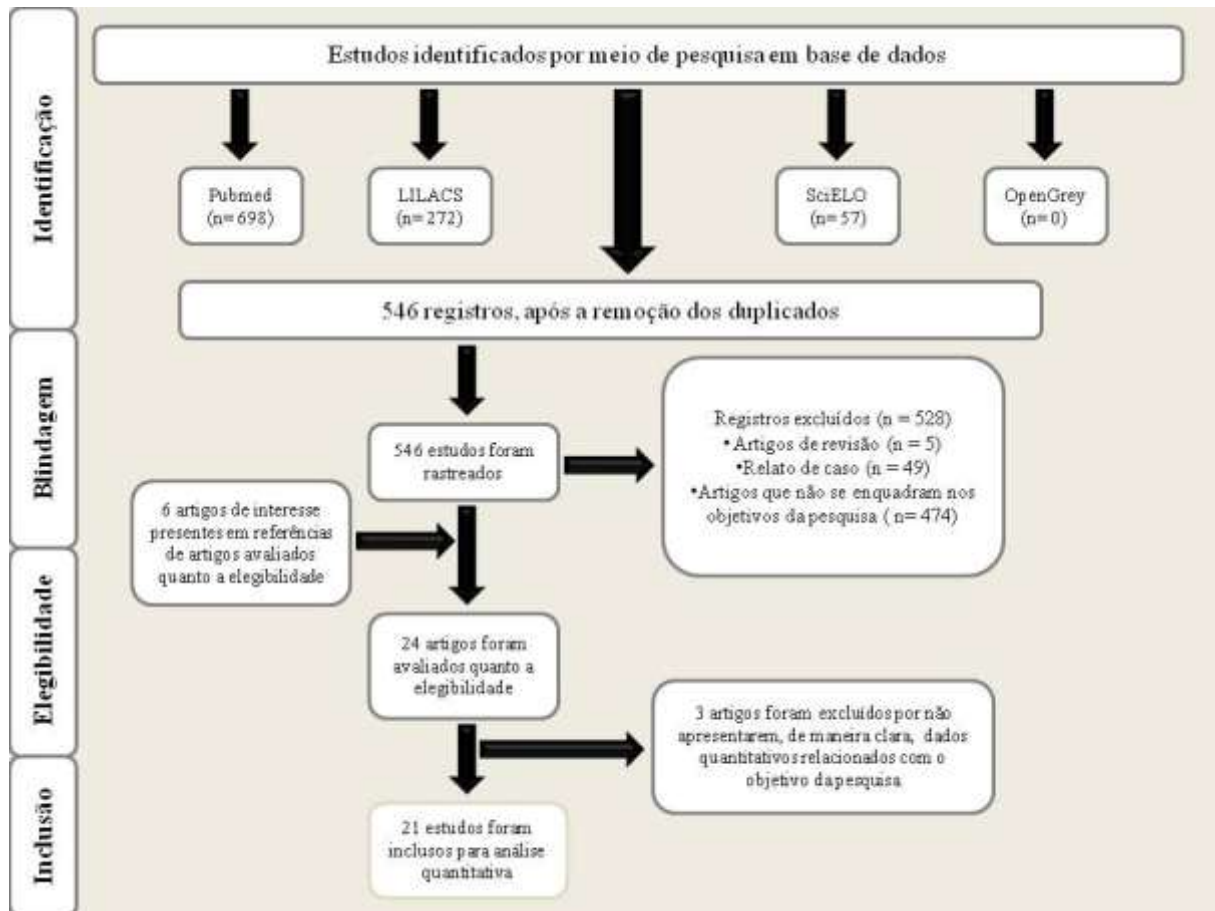 Identificação
Estudos identificados por meio de pesquisa em base de dados
Pubmed
(n=698)
LILACS
(n=272)
SciELO
(n=57)
OpenGrey
(n=0)
546 registros, após a remoção dos duplicados
Blindagem
546 estudos foram
rastreados
Registros excluídos (n = 528)
•Artigos de revisão (n = 5)
•Relato de caso (n = 49)
•Artigos que não se enquadram nos
objetivos da pesquisa ( n= 474)
6 artigos de interesse
presentes em referências
de artigos avaliados
quanto a elegibilidade
Elegibilidade
24 artigos foram
avaliados quanto a
elegibilidade
3 artigos foram excluídos por não
apresentarem, de maneira clara, dados
quantitativos relacionados com o
objetivo da pesquisa
Inclusão
21 estudos foram
inclusos para análise
quantitativa